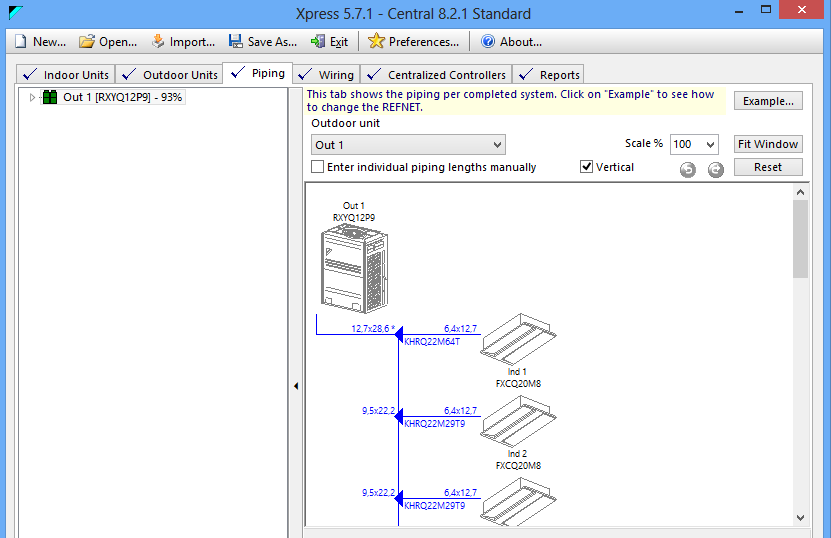 Xpress 5.7.1 - Central 8.2.1 Standard
New... Open... Import... Save As... Exit Preferences... About...
Indoor Units Outdoor Units Piping Wiring Centralized Controllers Reports
Out 1 [RXYQ12P9] - 93%
This tab shows the piping per completed system. Click on "Example" to see how
to change the REFNET.
Example...
Outdoor unit
Out 1
Scale %
100
Fit Window
Enter individual piping lengths manually
Vertical
Reset
Out 1
RXYQ12P9
12,7x28,6 *
6,4x12,7
KHRQ22M64T
Ind 1
FXCQ20M8
9,5x22,2
6,4x12,7
KHRQ22M29T9
Ind 2
FXCQ20M8
9,5x22,2
6,4x12,7
KHRQ22M29T9